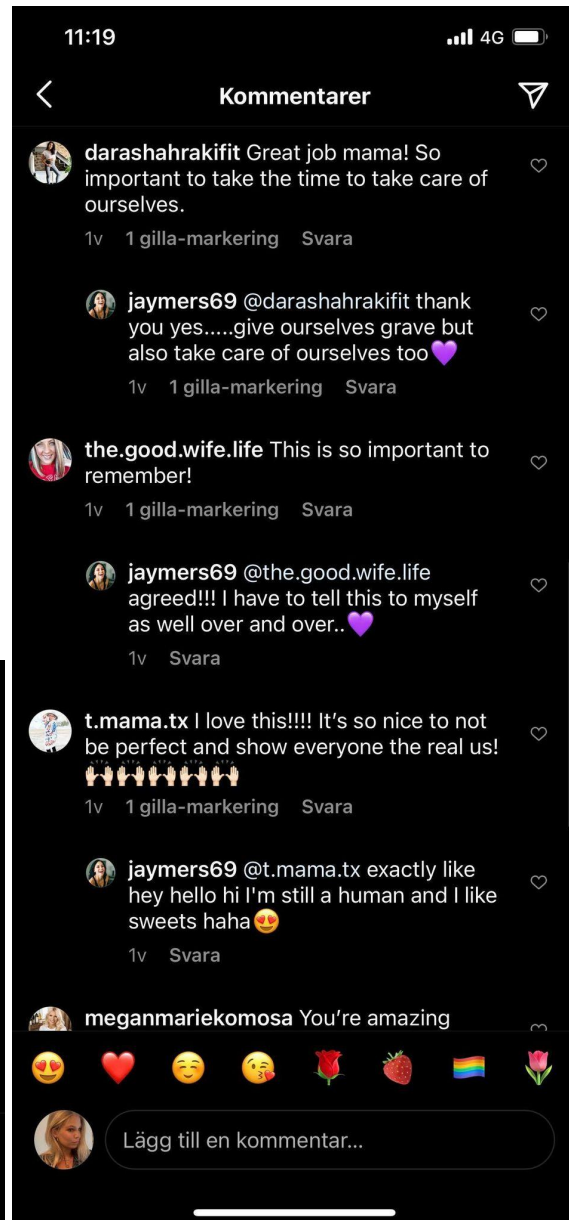 11:19
4G
Kommentarer
darashahrakifit Great job mama! So
important to take the time to take care of
ourselves.
1v 1 gilla-markering Svara
jaymers69 @darashahrakifit thank
you yes.....give ourselves grave but
also take care of ourselves too💜
1v 1 gilla-markering Svara
the.good.wife.life This is so important to
remember!
1v 1 gilla-markering Svara
jaymers69 @the.good.wife.life
agreed!!! I have to tell this to myself
as well over and over..💜
1v Svara
t.mama.tx I love this!!!! It's so nice to not
be perfect and show everyone the real us!
🙌🏻🙌🏻🙌🏻🙌🏻🙌🏻
1v 1 gilla-markering Svara
jaymers69 @t.mama.tx exactly like
hey hello hi I'm still a human and I like
sweets haha😍
1v Svara
meganmariekomosa You're amazing
😍 ❤️ ☺️ 😘 🌹 🍓 🏳️‍🌈 🌷
Lägg till en kommentar...